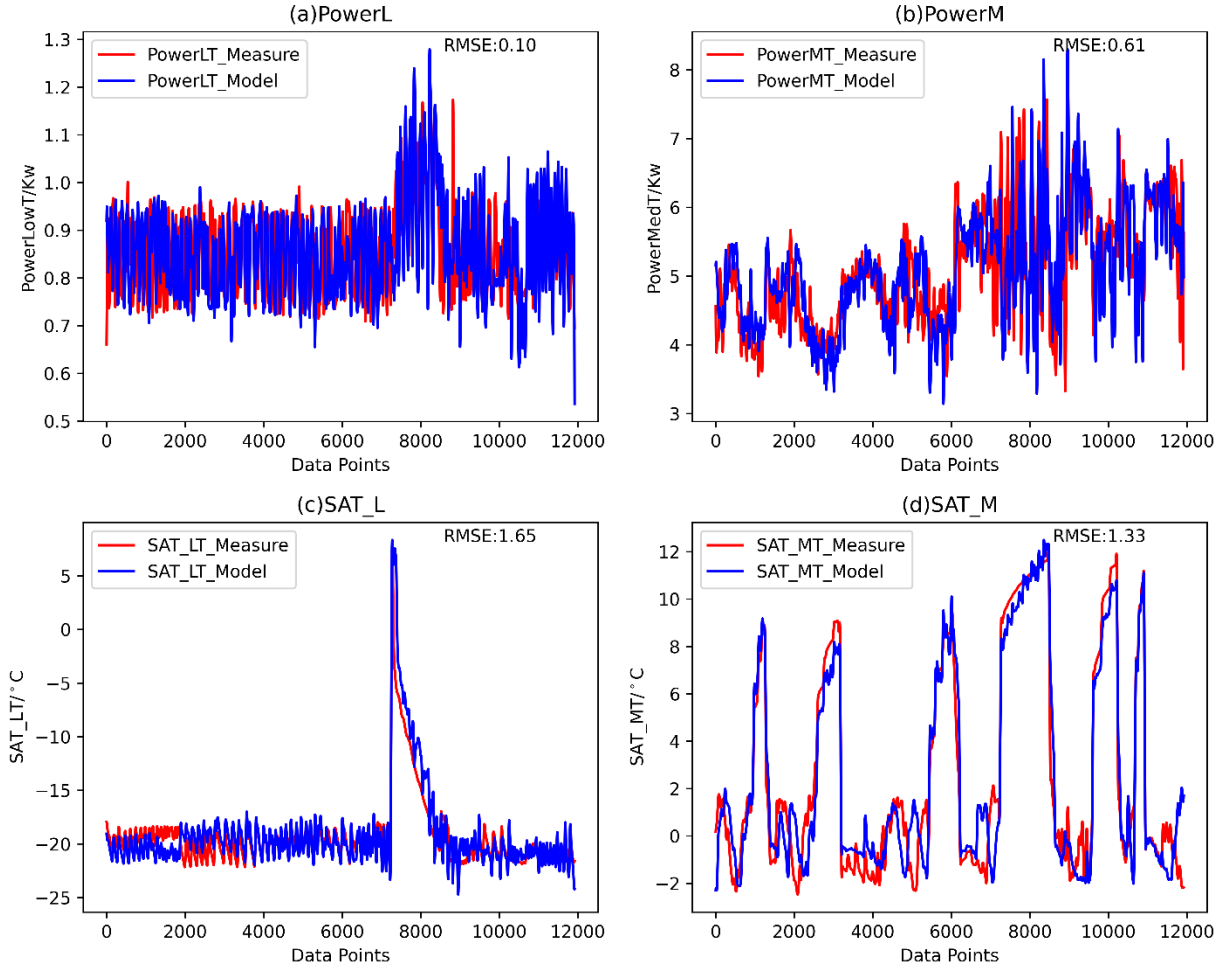 (a)PowerL
RMSE:0.10
PowerLT_Measure
PowerLT_Model
PowerLowT/Kw
1.3
1.2
1.1
1.0
0.9
0.8
0.7
0.6
0.5
0 2000 4000 6000 8000 10000 12000
Data Points
(b)PowerM
RMSE:0.61
PowerMT_Measure
PowerMT_Model
PowerMedT/Kw
8
7
6
5
4
3
0 2000 4000 6000 8000 10000 12000
Data Points
(c)SAT_L
RMSE:1.65
SAT_LT_Measure
SAT_LT_Model
SAT_LT/°C
5
0
−5
−10
−15
−20
−25
0 2000 4000 6000 8000 10000 12000
Data Points
(d)SAT_M
RMSE:1.33
SAT_MT_Measure
SAT_MT_Model
SAT_MT/°C
12
10
8
6
4
2
0
−2
0 2000 4000 6000 8000 10000 12000
Data Points